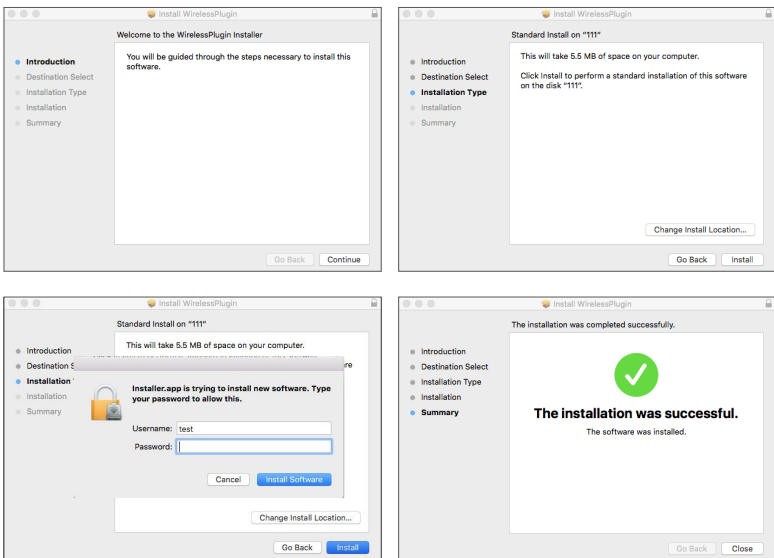 Install WirelessPlugin
Welcome to the WirelessPlugin Installer
Introduction
Destination Select
Installation Type
Installation
Summary
You will be guided through the steps necessary to install this
software.
Go Back
Continue
Install WirelessPlugin
Standard Install on "111"
Introduction
Destination Select
Installation Type
Installation
Summary
This will take 5.5 MB of space on your computer.
Click Install to perform a standard installation of this software
on the disk "111".
Change Install Location...
Go Back
Install
Install WirelessPlugin
Standard Install on "111"
Introduction
Destination S
Installation
Installation
Summary
This will take 5.5 MB of space on your computer.
Installer.app is trying to install new software. Type
your password to allow this.
Username: test
Password:
Cancel
Install Software
Change Install Location...
Go Back
Install
Install WirelessPlugin
The installation was completed successfully.
Introduction
Destination Select
Installation Type
Installation
Summary
The installation was successful.
The software was installed.
Go Back
Close